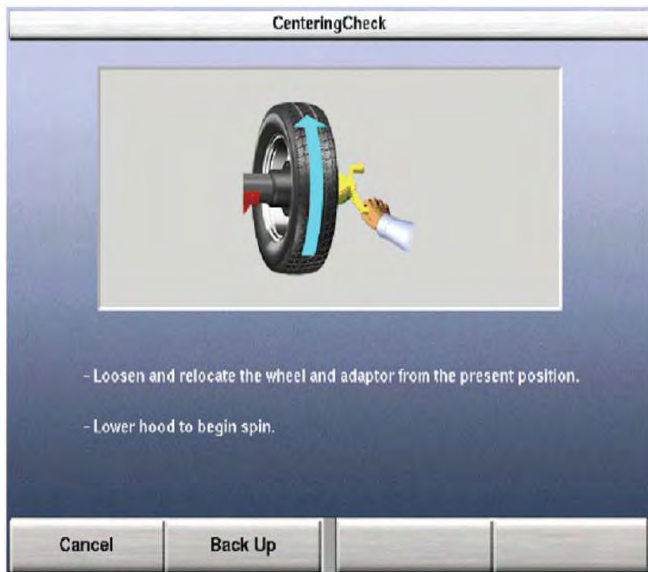 CenteringCheck
- Loosen and relocate the wheel and adaptor from the present position.
- Lower hood to begin spin.
Cancel
Back Up